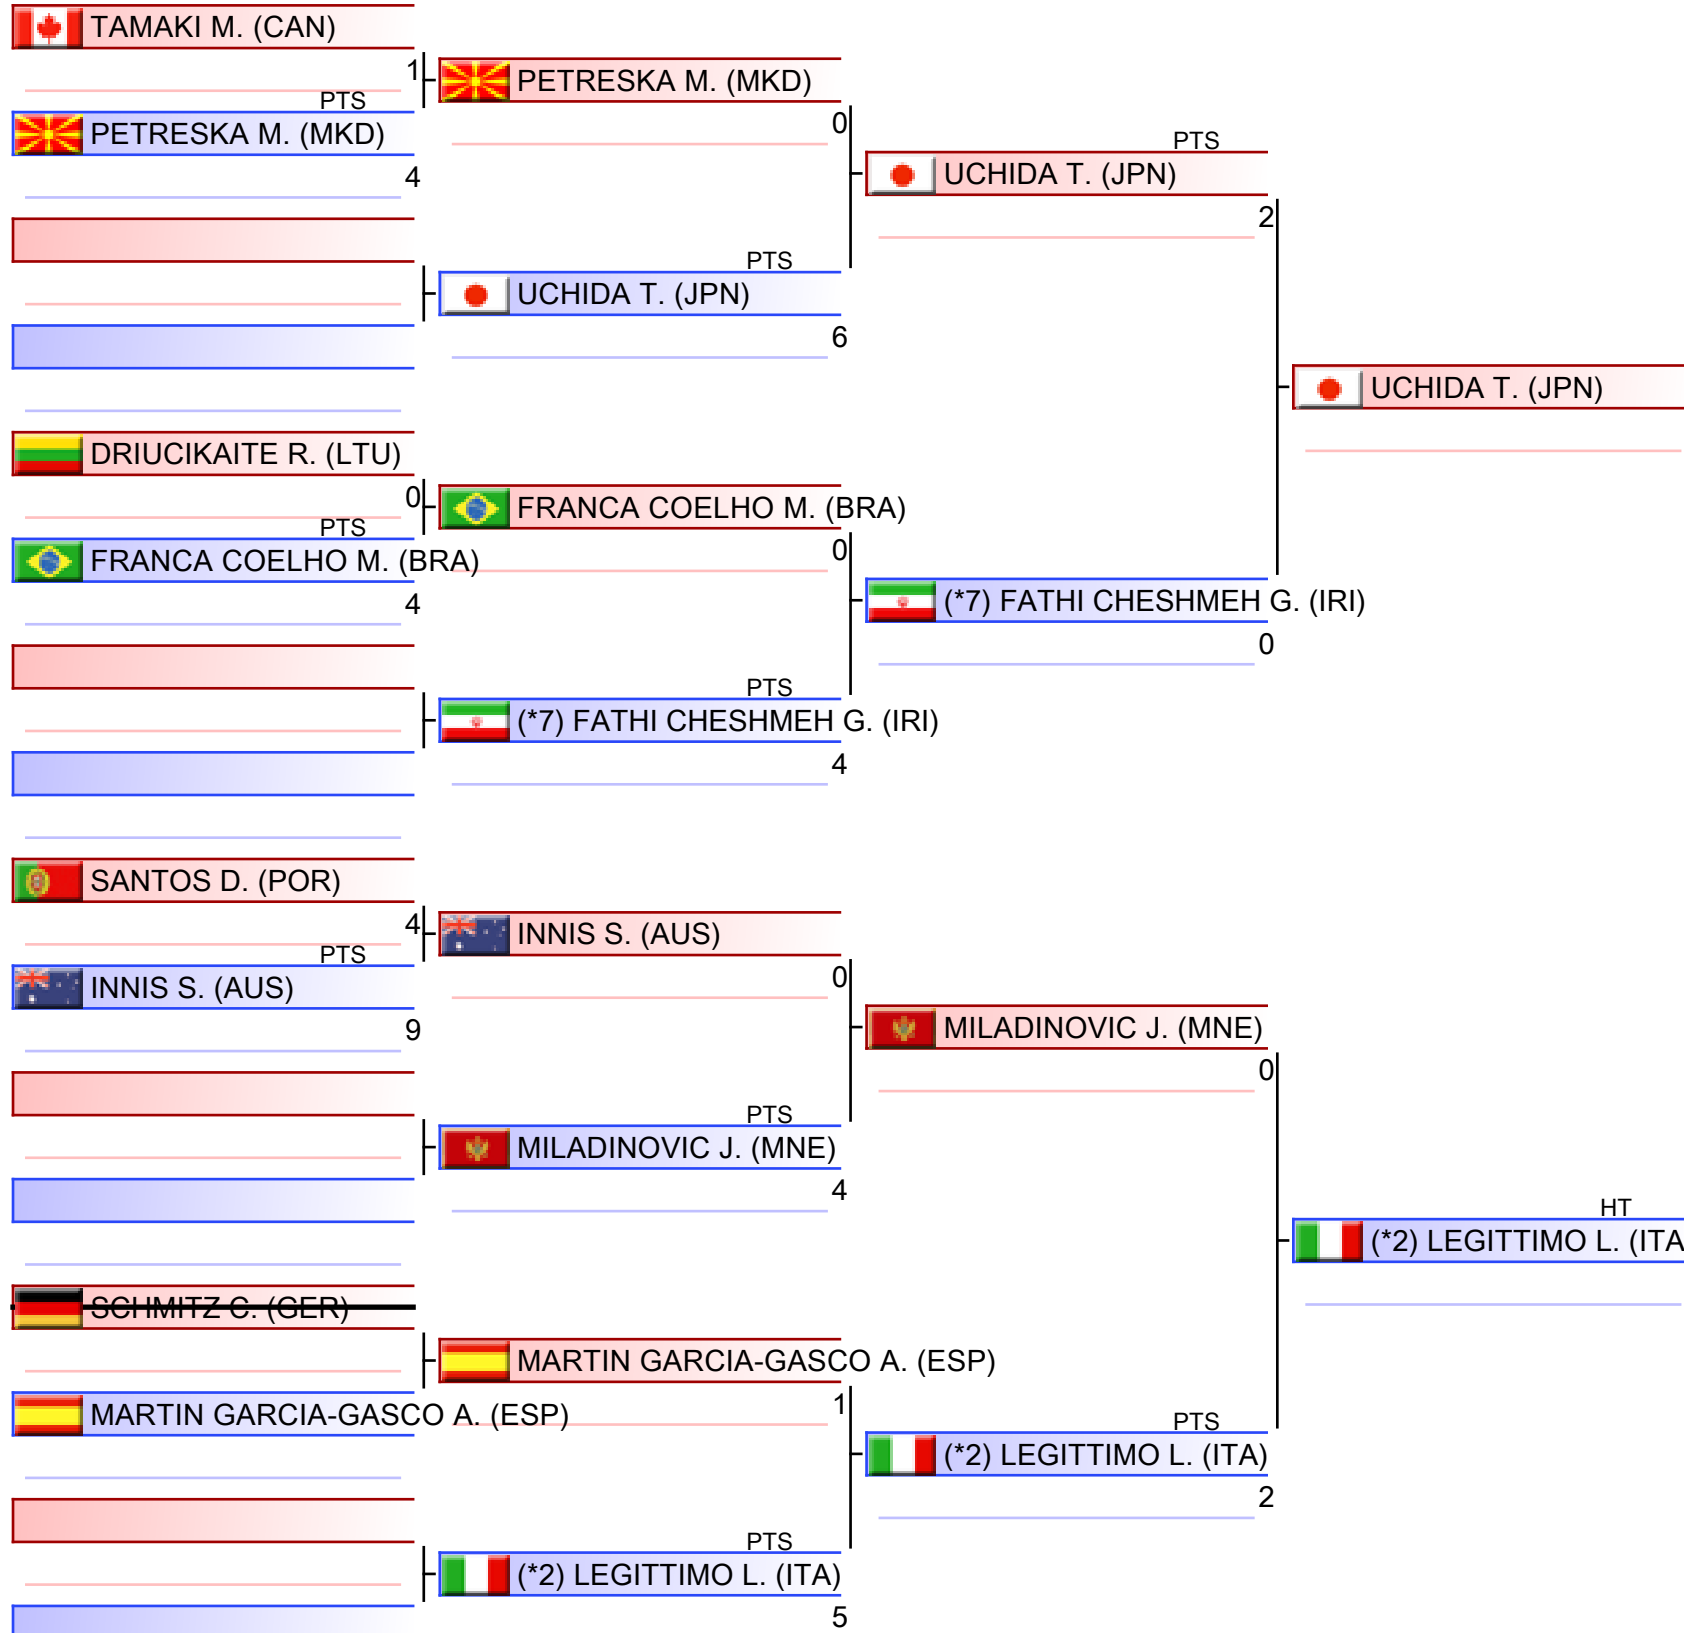 TAMAKI M. (CAN)
1
PTS
PETRESKA M. (MKD)
4
DRIUCIKAITE R. (LTU)
0
PTS
FRANCA COELHO M. (BRA)
4
SANTOS D. (POR)
4
PTS
INNIS S. (AUS)
9
SCHMITZ C. (GER)
MARTIN GARCIA-GASCO A. (ESP)
PETRESKA M. (MKD)
0
PTS
UCHIDA T. (JPN)
6
FRANCA COELHO M. (BRA)
0
PTS
(*7) FATHI CHESHMEH G. (IRI)
4
INNIS S. (AUS)
0
PTS
MILADINOVIC J. (MNE)
4
MARTIN GARCIA-GASCO A. (ESP)
1
PTS
(*2) LEGITTIMO L. (ITA)
5
PTS
UCHIDA T. (JPN)
2
(*7) FATHI CHESHMEH G. (IRI)
0
MILADINOVIC J. (MNE)
0
PTS
(*2) LEGITTIMO L. (ITA)
2
UCHIDA T. (JPN)
HT
(*2) LEGITTIMO L. (ITA